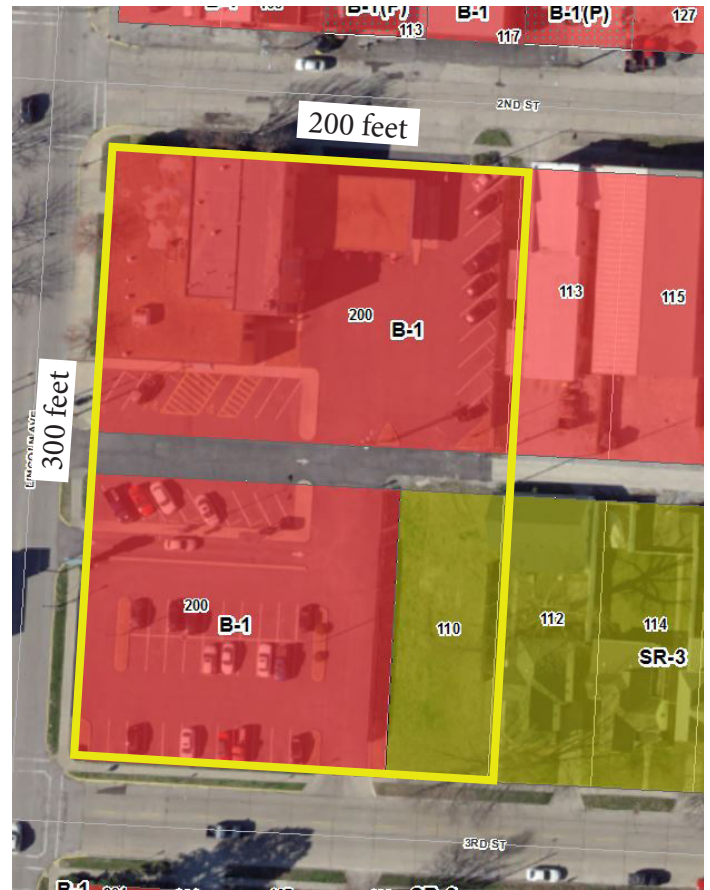 B-1(P)
B-1
B-1(P)
127
113
117
2ND ST
200 feet
113
115
200
B-1
300 feet
200
B-1
110
112
114
SR-3
3RD ST
B-1